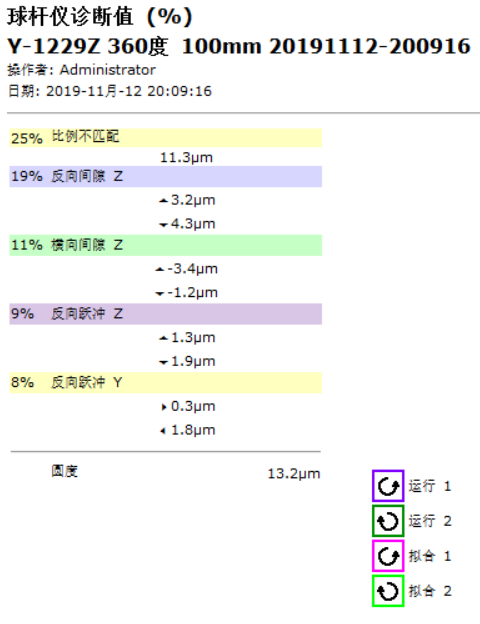 球杆仪诊断值 (%)
Y-1229Z 360度 100mm 20191112-200916
操作者: Administrator
日期: 2019-11月-12 20:09:16
25% 比例不匹配
11.3μm
19% 反向间隙 Z
3.2μm
4.3μm
11% 横向间隙 Z
-3.4μm
-1.2μm
9% 反向跃冲 Z
1.3μm
1.9μm
8% 反向跃冲 Y
0.3μm
1.8μm
圆度 13.2μm
运行 1
运行 2
拟合 1
拟合 2